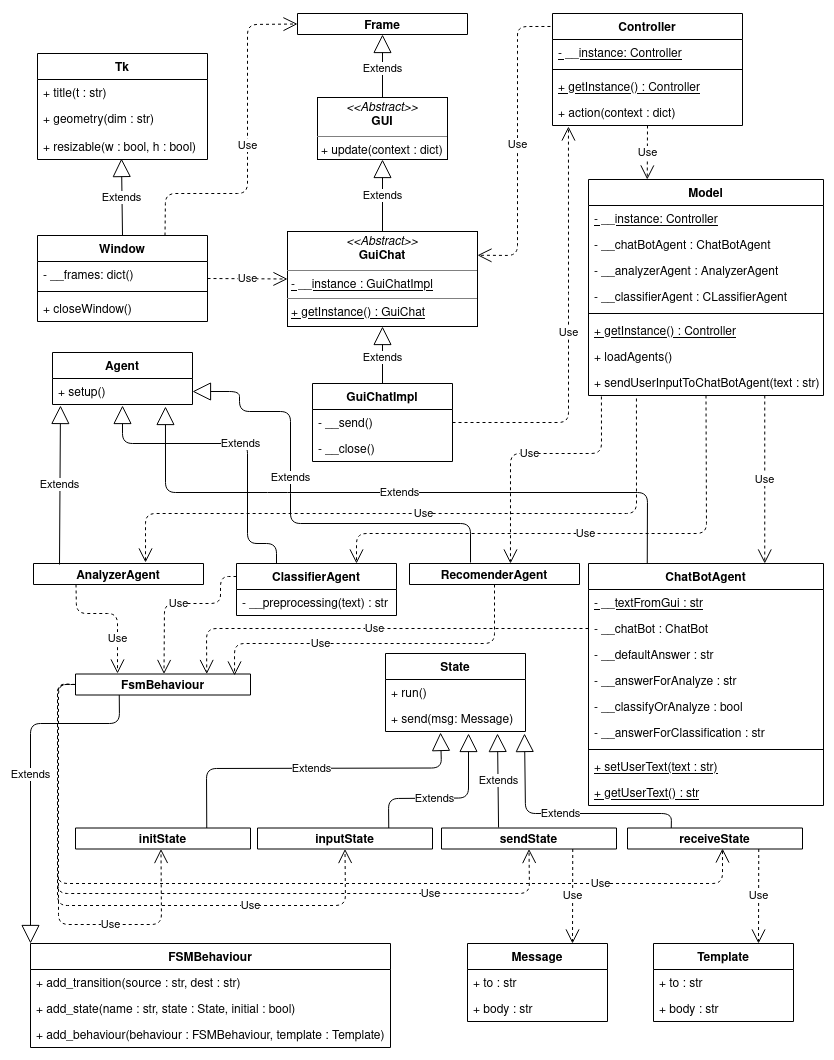 Frame
Extends
<<Abstract>>
GUI
+ update(context : dict)
Extends
Tk
+ title(t : str)
+ geometry(dim : str)
+ resizable(w : bool, h : bool)
Extends
Use
Window
- __frames: dict()
+ closeWindow()
Use
<<Abstract>>
GuiChat
- __instance : GuiChatImpl
+ getInstance() : GuiChat
Extends
GuiChatImpl
- __send()
- __close()
Use
Use
Controller
- __instance: Controller
+ getInstance() : Controller
+ action(context : dict)
Use
Model
- __instance: Controller
- __chatBotAgent : ChatBotAgent
- __analyzerAgent : AnalyzerAgent
- __classifierAgent : CLassifierAgent
+ getInstance() : Controller
+ loadAgents()
+ sendUserInputToChatBotAgent(text : str)
Agent
+ setup()
Extends
Extends
Extends
Extends
Use
Use
Use
Use
AnalyzerAgent
ClassifierAgent
- __preprocessing(text) : str
RecomenderAgent
ChatBotAgent
- __textFromGui : str
- __chatBot : ChatBot
- __defaultAnswer : str
- __answerForAnalyze : str
- __classifyOrAnalyze : bool
- __answerForClassification : str
+ setUserText(text : str)
+ getUserText() : str
Use
Use
Use
Use
FsmBehaviour
State
+ run()
+ send(msg: Message)
Extends
Extends
Extends
Extends
Extends
initState
inputState
sendState
receiveState
Use
Use
Use
Use
Use
Use
FSMBehaviour
+ add_transition(source : str, dest : str)
+ add_state(name : str, state : State, initial : bool)
+ add_behaviour(behaviour : FSMBehaviour, template : Template)
Message
+ to : str
+ body : str
Template
+ to : str
+ body : str